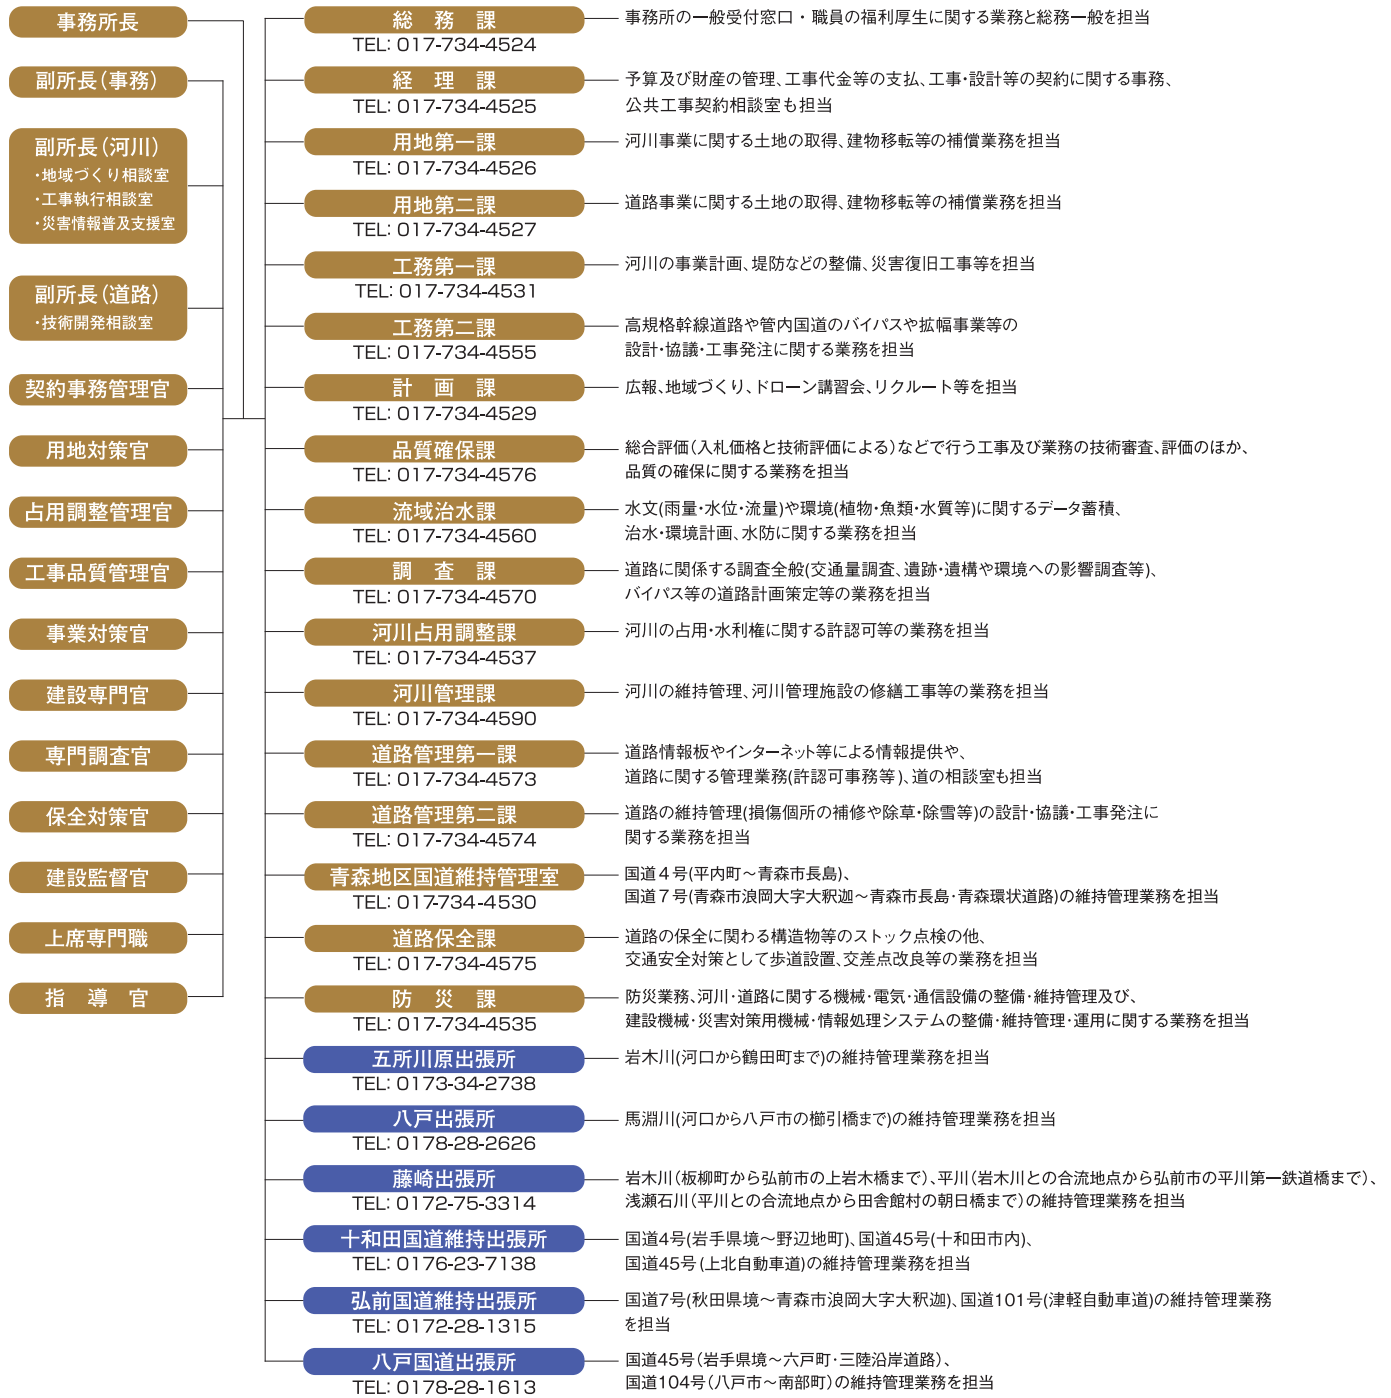 事務所長
副所長(事務)
副所長(河川)
・地域づくり相談室
・工事執行相談室
・災害情報普及支援室
副所長(道路)
・技術開発相談室
契約事務管理官
用地対策官
占用調整管理官
工事品質管理官
事業対策官
建設専門官
専門調査官
保全対策官
建設監督官
上席専門職
指導官
総務課
TEL: 017-734-4524
事務所の一般受付窓口・職員の福利厚生に関する業務と総務一般を担当
経理課
TEL: 017-734-4525
予算及び財産の管理、工事代金等の支払、工事・設計等の契約に関する事務、
公共工事契約相談室も担当
用地第一課
TEL: 017-734-4526
河川事業に関する土地の取得、建物移転等の補償業務を担当
用地第二課
TEL: 017-734-4527
道路事業に関する土地の取得、建物移転等の補償業務を担当
工務第一課
TEL: 017-734-4531
河川の事業計画、堤防などの整備、災害復旧工事等を担当
工務第二課
TEL: 017-734-4555
高規格幹線道路や管内国道のバイパスや拡幅事業等の
設計・協議・工事発注に関する業務を担当
計画課
TEL: 017-734-4529
広報、地域づくり、ドローン講習会、リクルート等を担当
品質確保課
TEL: 017-734-4576
総合評価(入札価格と技術評価による)などで行う工事及び業務の技術審査、評価のほか、
品質の確保に関する業務を担当
流域治水課
TEL: 017-734-4560
水文(雨量・水位・流量)や環境(植物・魚類・水質等)に関するデータ蓄積、
治水・環境計画、水防に関する業務を担当
調査課
TEL: 017-734-4570
道路に関係する調査全般(交通量調査、遺跡・遺構や環境への影響調査等)、
バイパス等の道路計画策定等の業務を担当
河川占用調整課
TEL: 017-734-4537
河川の占用・水利権に関する許認可等の業務を担当
河川管理課
TEL: 017-734-4590
河川の維持管理、河川管理施設の修繕工事等の業務を担当
道路管理第一課
TEL: 017-734-4573
道路情報板やインターネット等による情報提供や、
道路に関する管理業務(許認可事務等)、道の相談室も担当
道路管理第二課
TEL: 017-734-4574
道路の維持管理(損傷個所の補修や除草・除雪等)の設計・協議・工事発注に
関する業務を担当
青森地区国道維持管理室
TEL: 017-734-4530
国道4号(平内町～青森市長島)、
国道7号(青森市浪岡大字大釈迦～青森市長島・青森環状道路)の維持管理業務を担当
道路保全課
TEL: 017-734-4575
道路の保全に関わる構造物等のストック点検の他、
交通安全対策として歩道設置、交差点改良等の業務を担当
防災課
TEL: 017-734-4535
防災業務、河川・道路に関する機械・電気・通信設備の整備・維持管理及び、
建設機械・災害対策用機械・情報処理システムの整備・維持管理・運用に関する業務を担当
五所川原出張所
TEL: 0173-34-2738
岩木川(河口から鶴田町まで)の維持管理業務を担当
八戸出張所
TEL: 0178-28-2626
馬淵川(河口から八戸市の櫛引橋まで)の維持管理業務を担当
藤崎出張所
TEL: 0172-75-3314
岩木川(板柳町から弘前市の上岩木橋まで)、平川(岩木川との合流地点から弘前市の平川第一鉄道橋まで)、
浅瀬石川(平川との合流地点から田舎館村の朝日橋まで)の維持管理業務を担当
十和田国道維持出張所
TEL: 0176-23-7138
国道4号(岩手県境～野辺地町)、国道45号(十和田市内)、
国道45号(上北自動車道)の維持管理業務を担当
弘前国道維持出張所
TEL: 0172-28-1315
国道7号(秋田県境～青森市浪岡大字大釈迦)、国道101号(津軽自動車道)の維持管理業務
を担当
八戸国道出張所
TEL: 0178-28-1613
国道45号(岩手県境～六戸町・三陸沿岸道路)、
国道104号(八戸市～南部町)の維持管理業務を担当